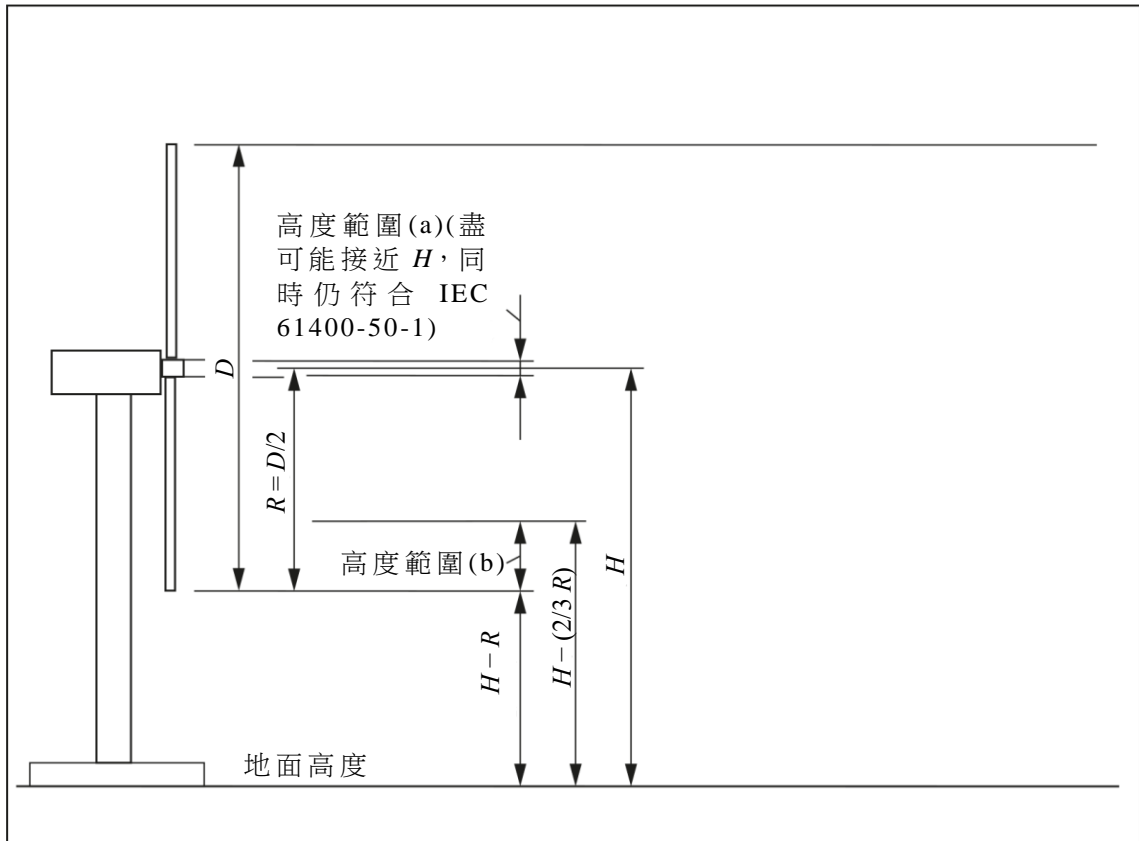 高度範圍(a)(盡
可能接近 H，同
時仍符合 IEC
61400-50-1)
D
R = D/2
高度範圍(b)
H – R
H – (2/3 R)
H
地面高度